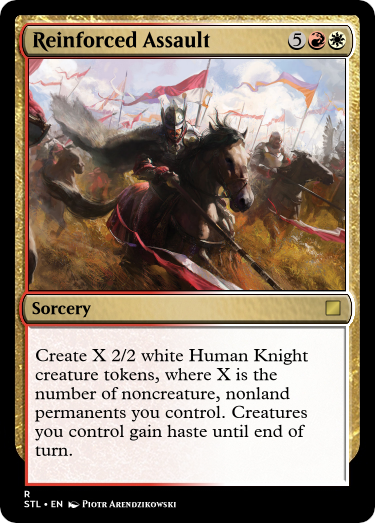 Reinforced Assault 5
Sorcery
Create X 2/2 white Human Knight
creature tokens, where X is the
number of noncreature, nonland
permanents you control. Creatures
you control gain haste until end of
turn.
R
STL • EN Piotr Arendzikowski